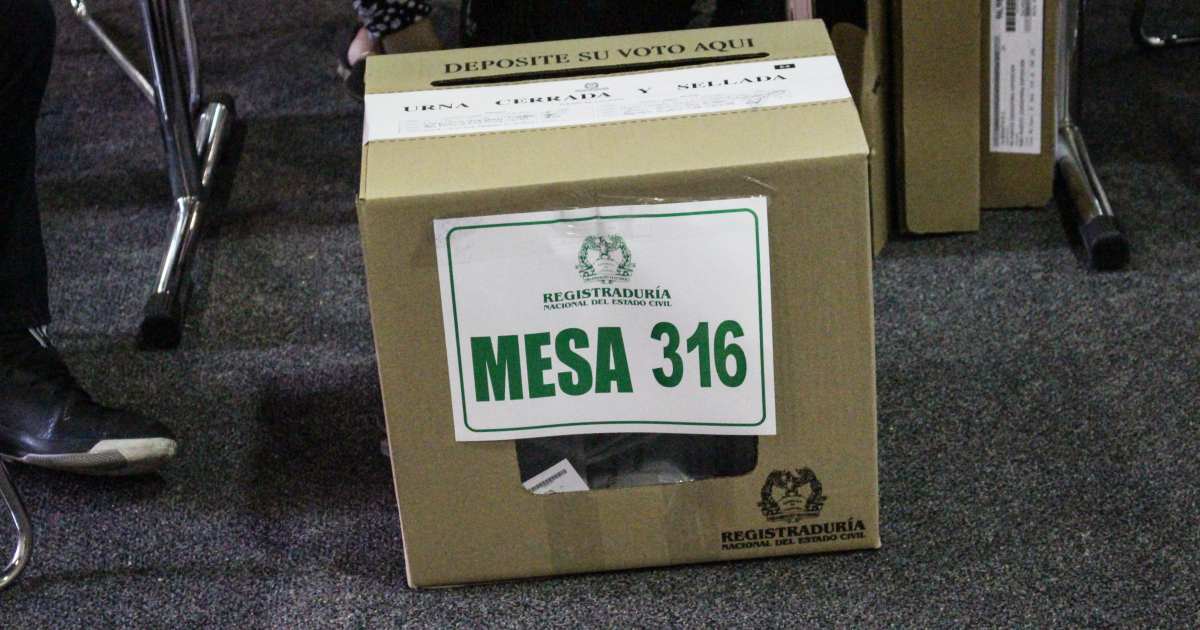 DEPOSITE SU VOTO AQUI
URNA CERRADA Y SELLADA
REGISTRADURÍA
NACIONAL DEL ESTADO CIVIL
MESA 316
REGISTRADURÍA
NACIONAL DEL ESTADO CIVIL